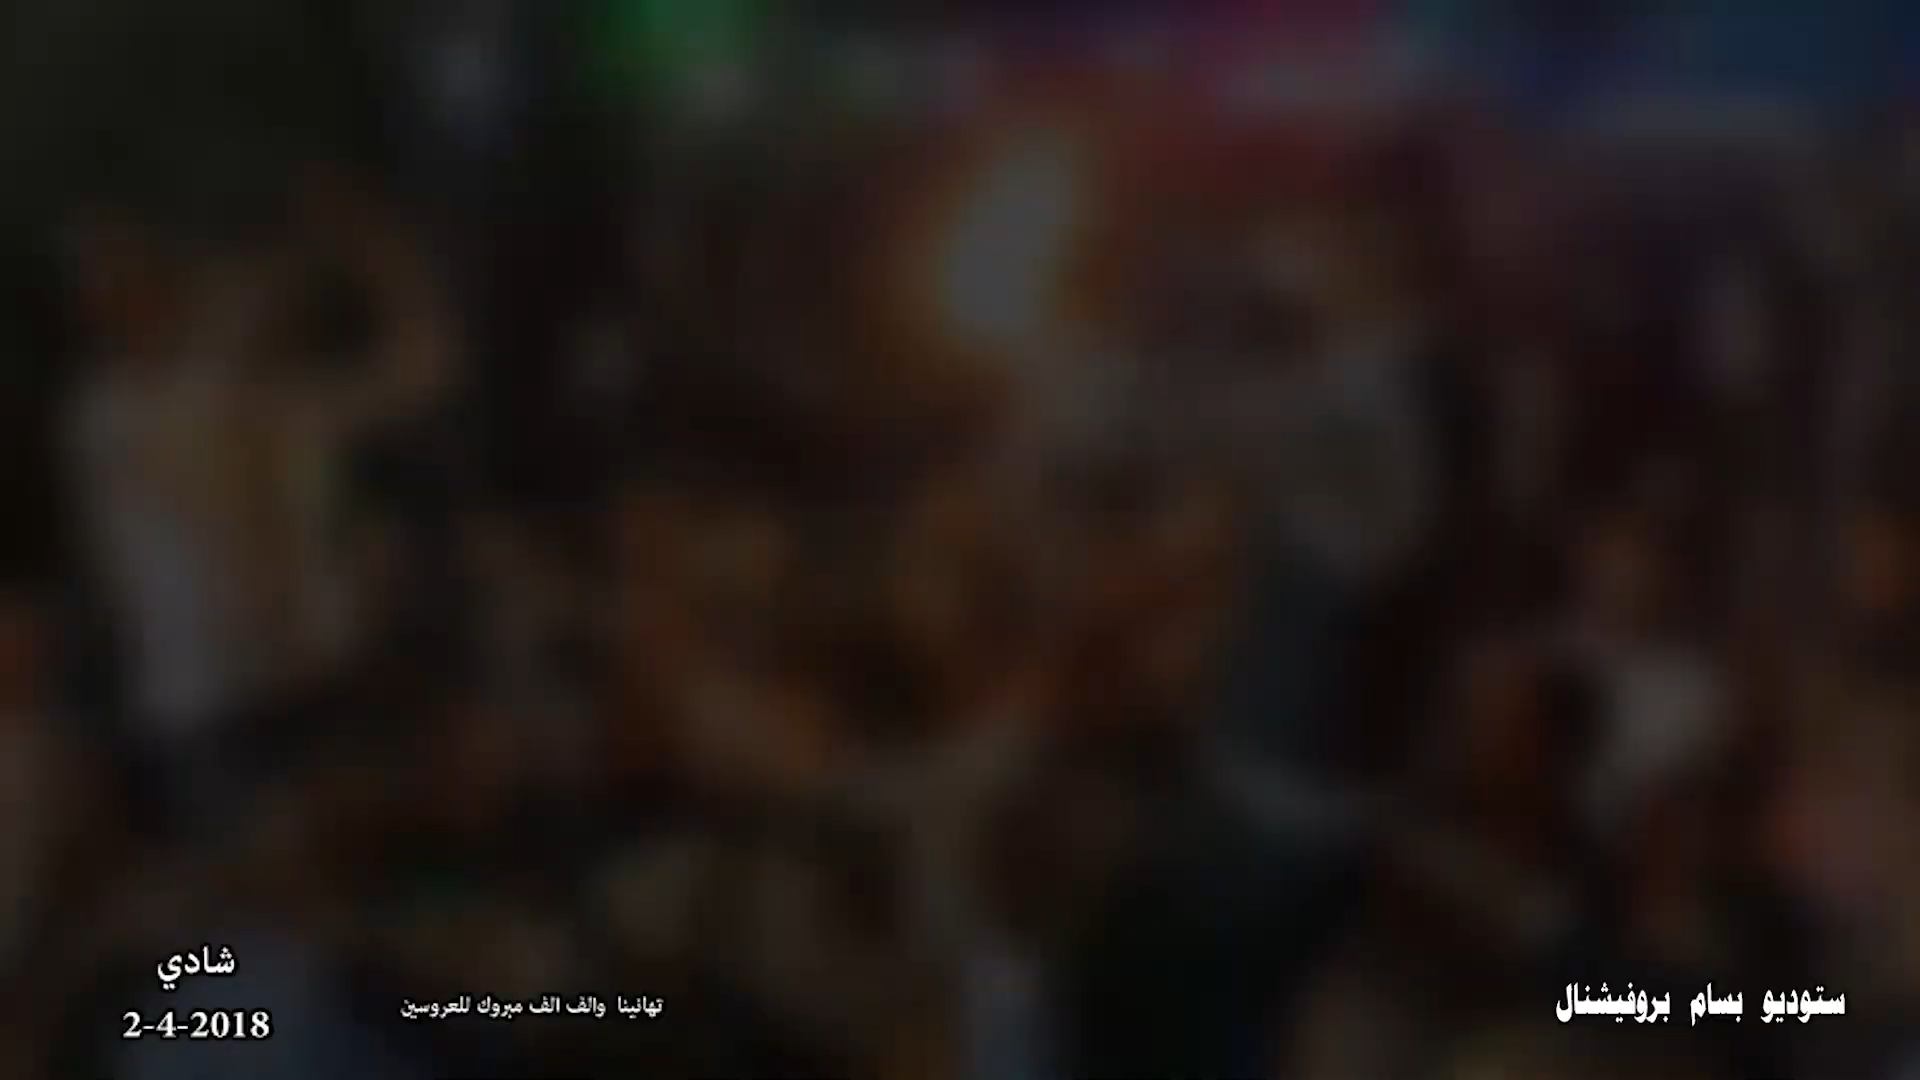 شادي
2-4-2018
تهانينا والف الف مبروك للعروسين
ستوديو بسام بروفيشنال